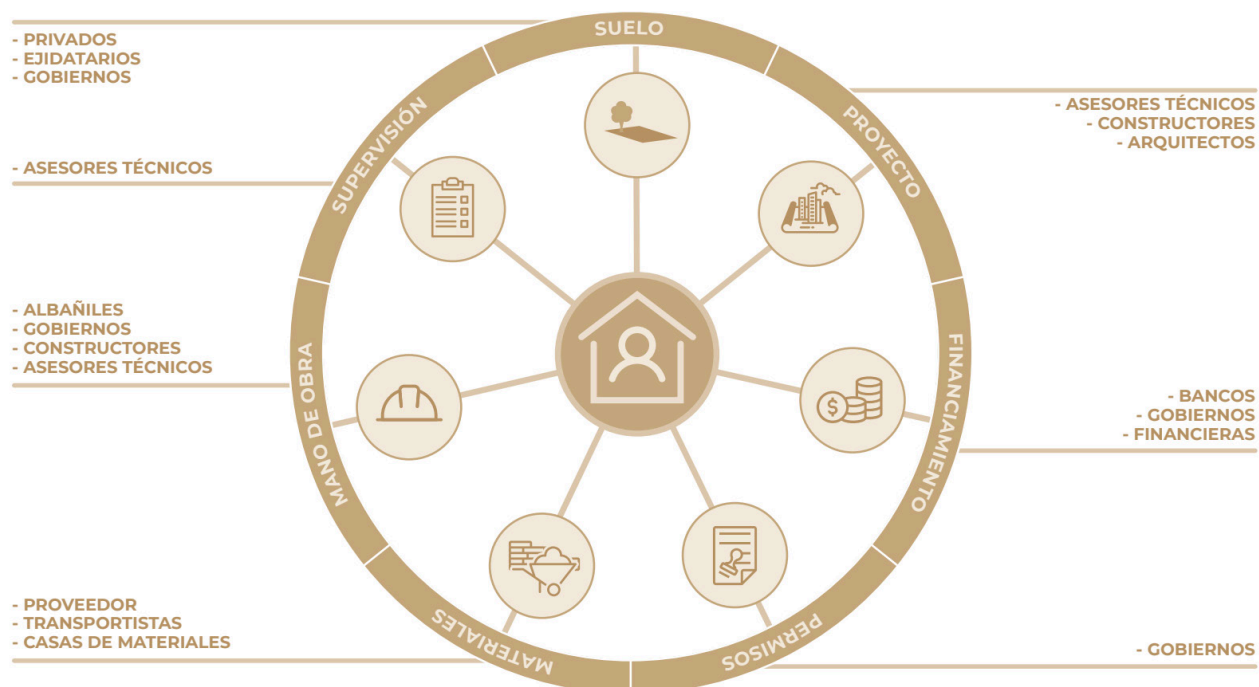 SUELO
- PRIVADOS
- EJIDATARIOS
- GOBIERNOS
PROYECTO
- ASESORES TÉCNICOS
- CONSTRUCTORES
- ARQUITECTOS
FINANCIAMIENTO
$
- BANCOS
- GOBIERNOS
- FINANCIERAS
PERMISOS
- GOBIERNOS
MATERIALES
- PROVEEDOR
- TRANSPORTISTAS
- CASAS DE MATERIALES
MANO DE OBRA
- ALBAÑILES
- GOBIERNOS
- CONSTRUCTORES
- ASESORES TÉCNICOS
SUPERVISIÓN
- ASESORES TÉCNICOS